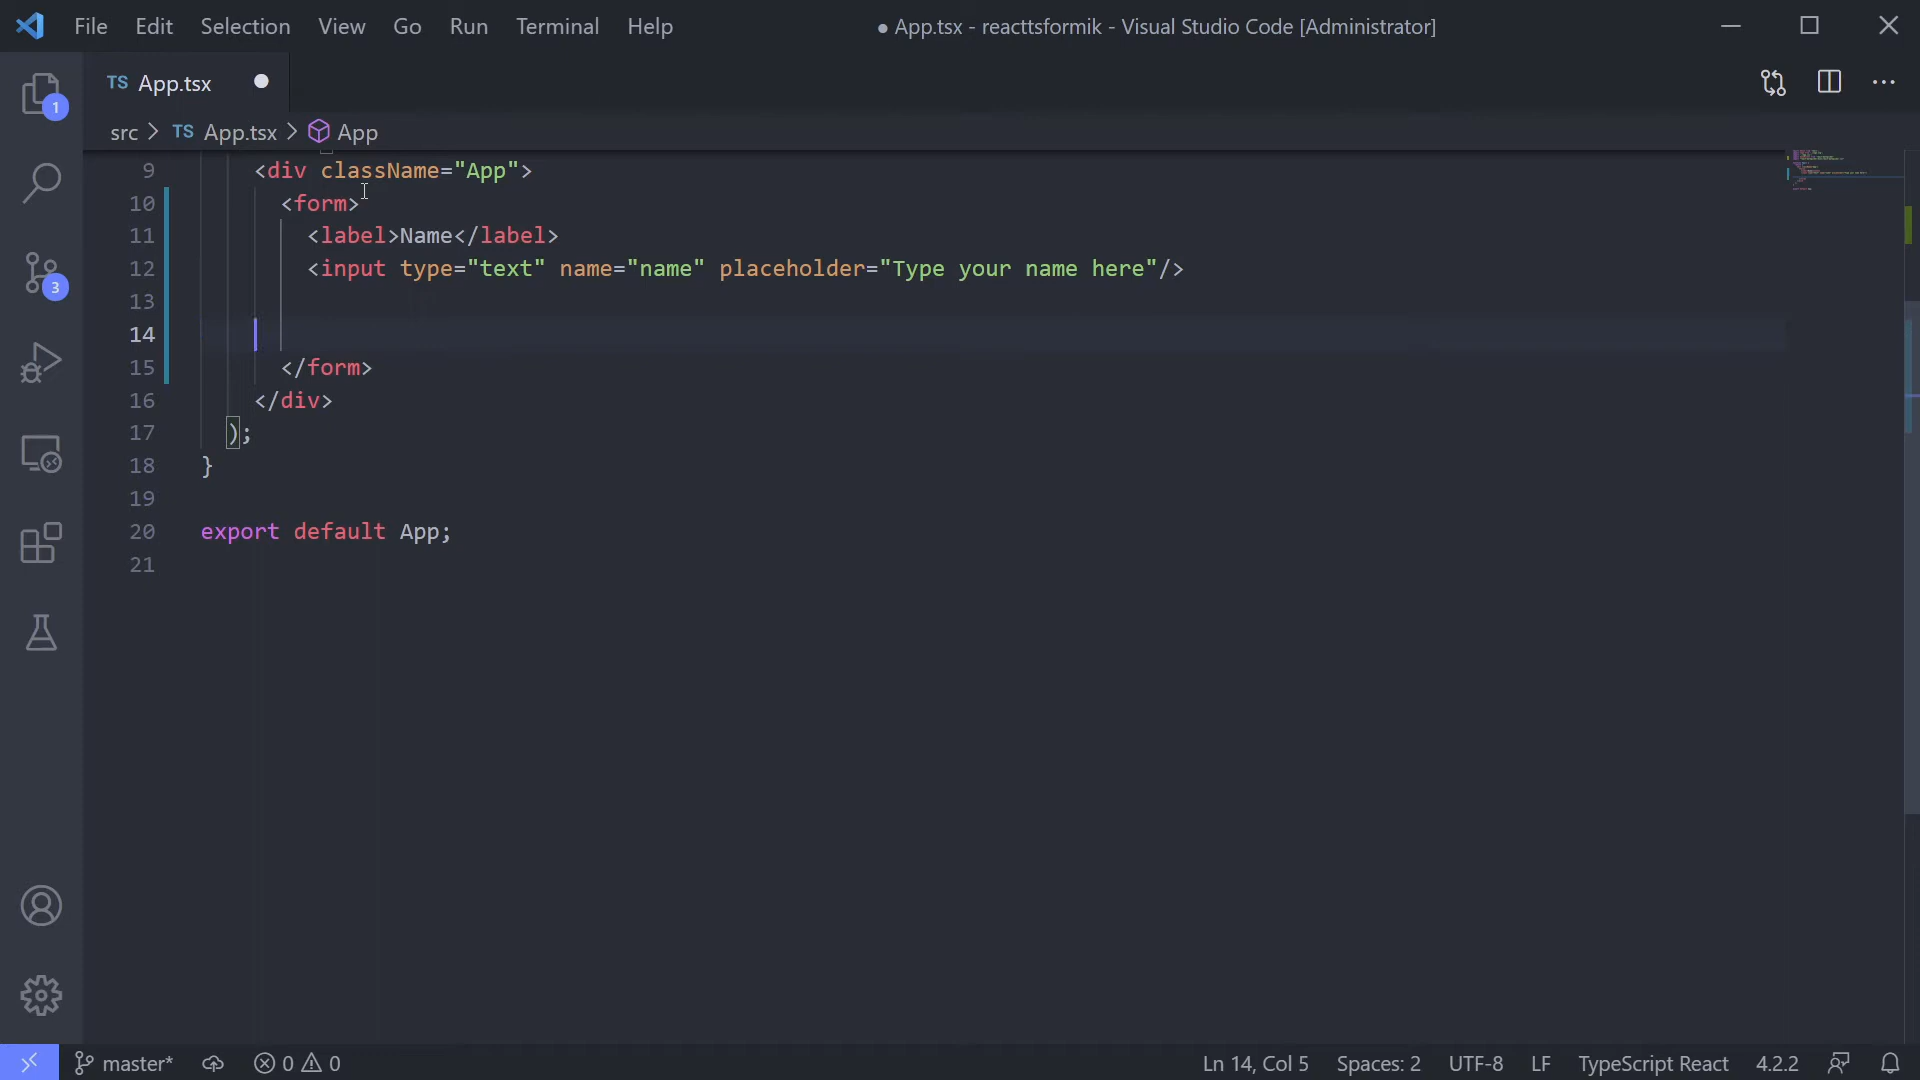 File Edit Selection View Go Run Terminal Help ● App.tsx - reacttsformik - Visual Studio Code [Administrator]
TS App.tsx ●
src > TS App.tsx > App
1
3
9 <div className="App">
10 <form>
11 <label>Name</label>
12 <input type="text" name="name" placeholder="Type your name here"/>
13
14
15 </form>
16 </div>
17 );
18 }
19
20 export default App;
21
master* 0 0 Ln 14, Col 5 Spaces: 2 UTF-8 LF TypeScript React 4.2.2